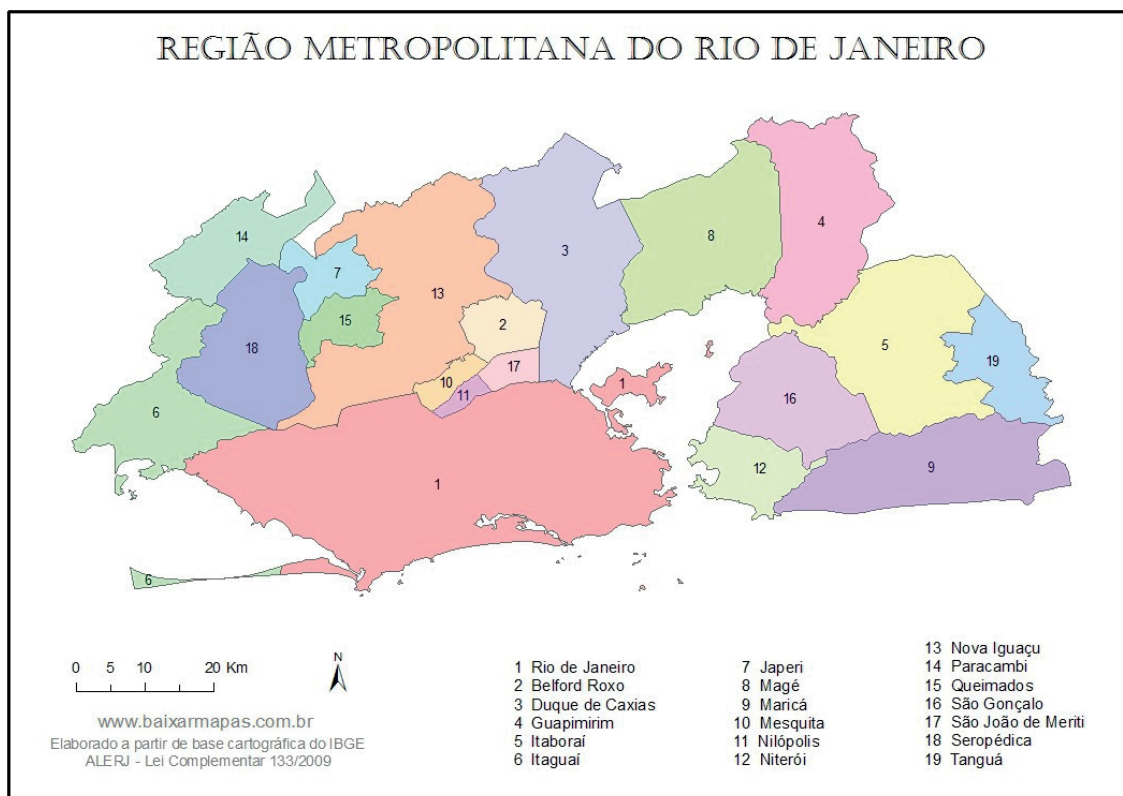 REGIÃO METROPOLITANA DO RIO DE JANEIRO
14
7
13
3
8
4
15
2
18
5
19
17
10
11
1
16
6
12
9
1
6
0 5 10 20 Km
N
www.baixarmapas.com.br
Elaborado a partir de base cartográfica do IBGE
ALERJ - Lei Complementar 133/2009
1 Rio de Janeiro
2 Belford Roxo
3 Duque de Caxias
4 Guapimirim
5 Itaboraí
6 Itaguaí
7 Japeri
8 Magé
9 Maricá
10 Mesquita
11 Nilópolis
12 Niterói
13 Nova Iguaçu
14 Paracambi
15 Queimados
16 São Gonçalo
17 São João de Meriti
18 Seropédica
19 Tanguá